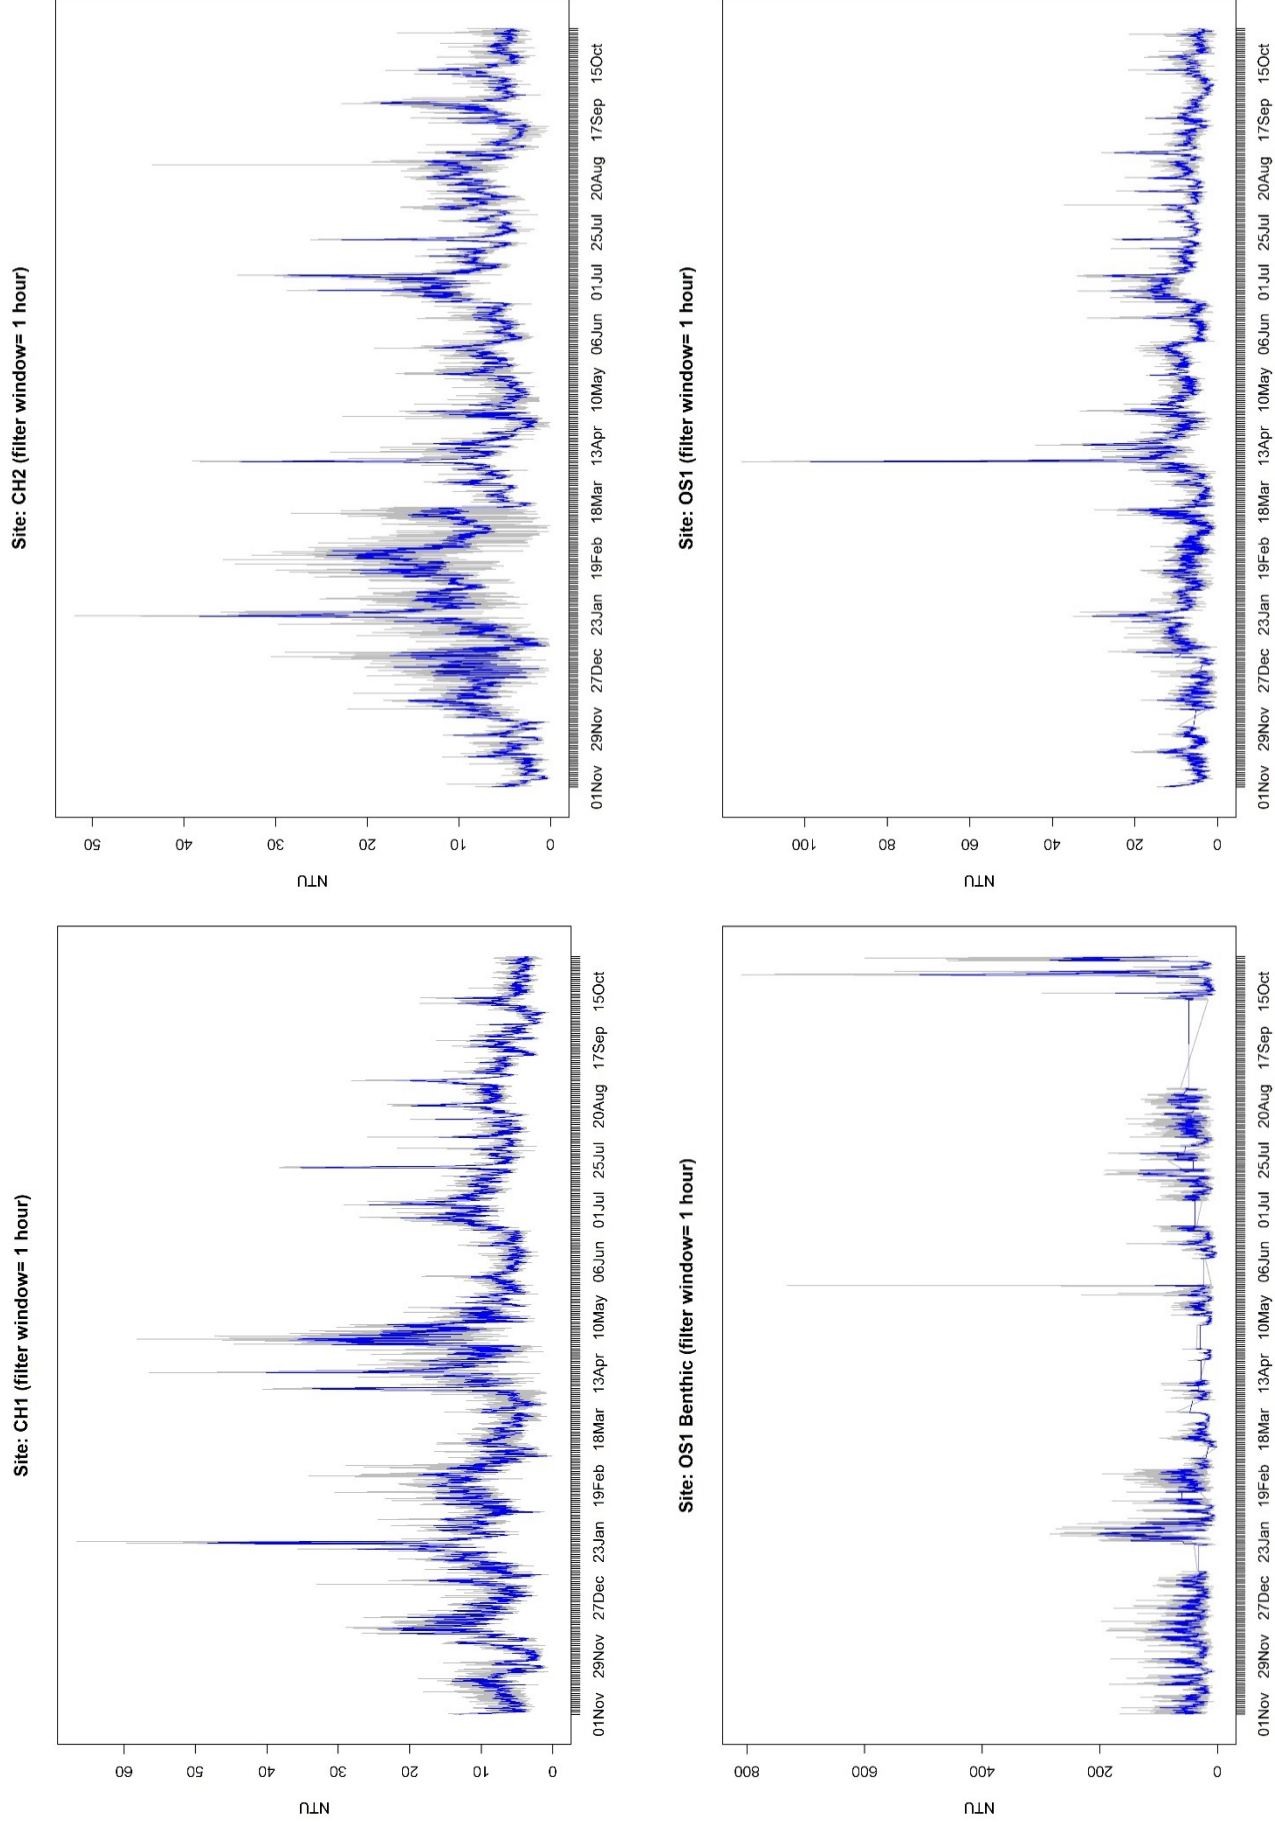 Site: CH1 (filter window= 1 hour)
NTU
0 10 20 30 40 50 60
01Nov 29Nov 27Dec 23Jan 19Feb 18Mar 13Apr 10May 06Jun 01Jul 25Jul 20Aug 17Sep 15Oct
Site: CH2 (filter window= 1 hour)
NTU
0 10 20 30 40 50
01Nov 29Nov 27Dec 23Jan 19Feb 18Mar 13Apr 10May 06Jun 01Jul 25Jul 20Aug 17Sep 15Oct
Site: OS1 Benthic (filter window= 1 hour)
NTU
0 200 400 600 800
01Nov 29Nov 27Dec 23Jan 19Feb 18Mar 13Apr 10May 06Jun 01Jul 25Jul 20Aug 17Sep 15Oct
Site: OS1 (filter window= 1 hour)
NTU
0 20 40 60 80 100
01Nov 29Nov 27Dec 23Jan 19Feb 18Mar 13Apr 10May 06Jun 01Jul 25Jul 20Aug 17Sep 15Oct